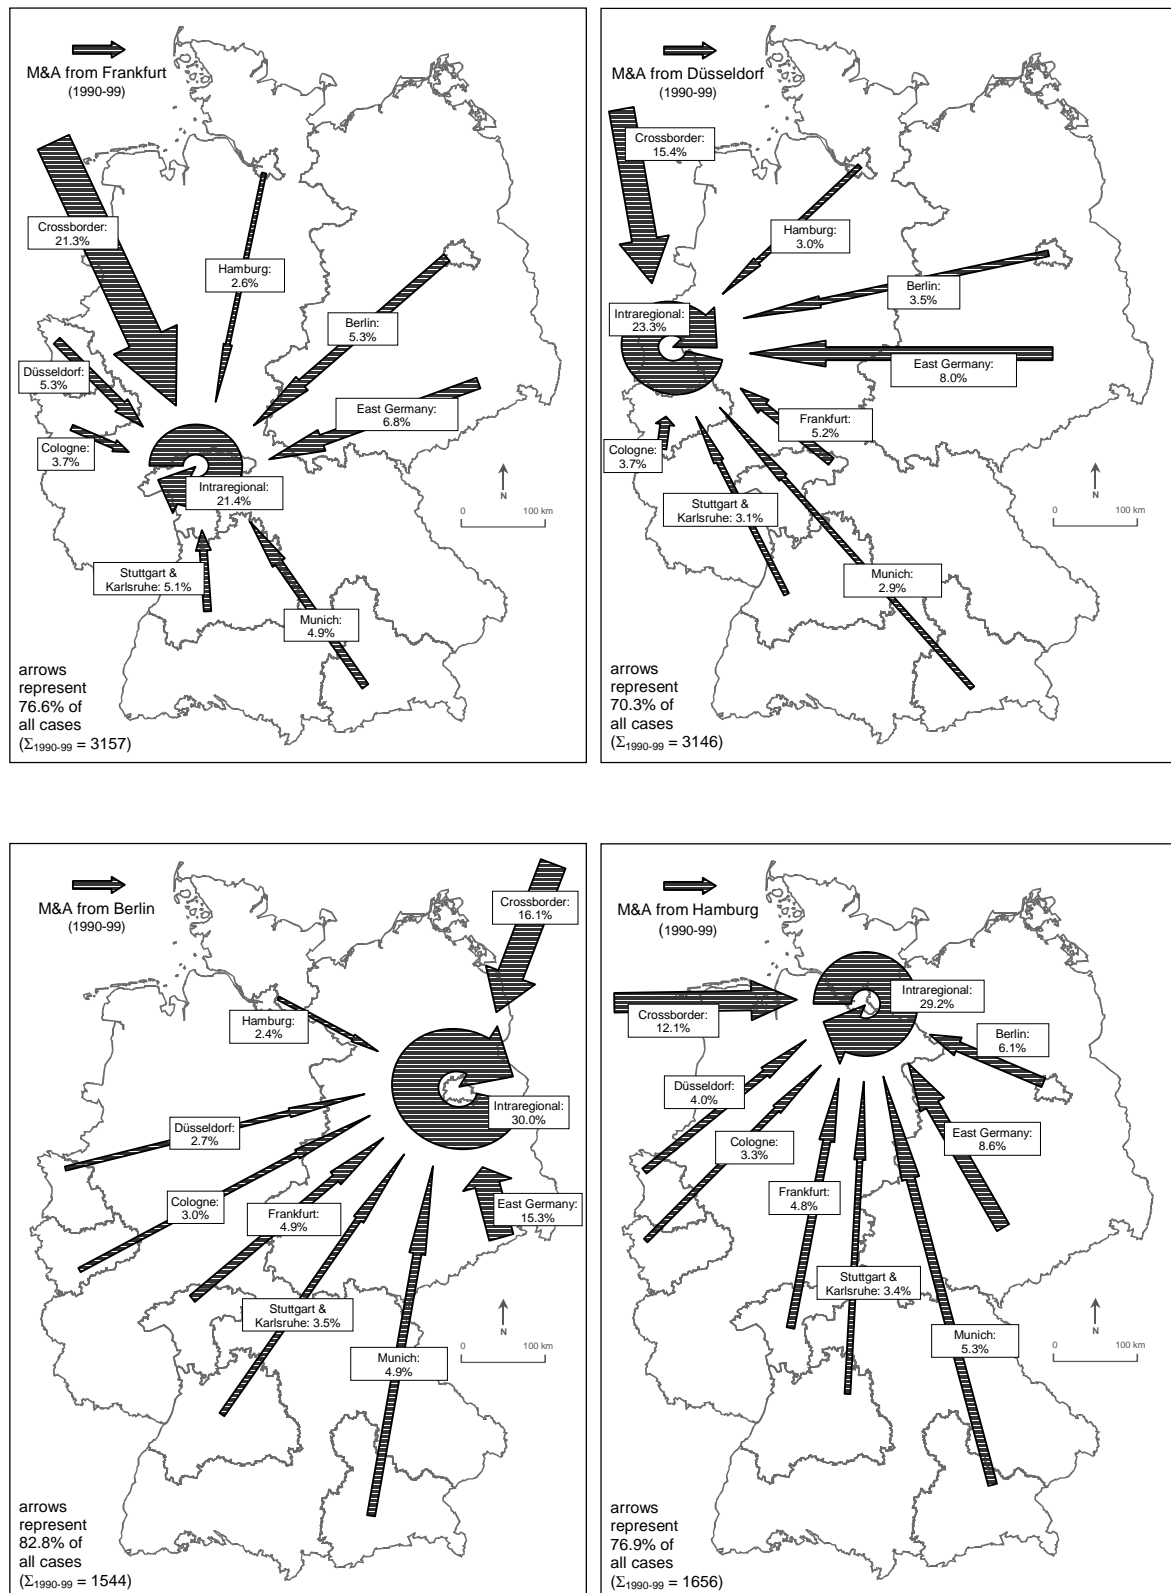 M&A from Frankfurt
(1990-99)
Crossborder:
21.3%
Hamburg:
2.6%
Berlin:
5.3%
Düsseldorf:
5.3%
East Germany:
6.8%
Cologne:
3.7%
Intraregional:
21.4%
N
0 100 km
Stuttgart &
Karlsruhe: 5.1%
Munich:
4.9%
arrows
represent
76.6% of
all cases
(Σ1990-99 = 3157)
M&A from Düsseldorf
(1990-99)
Crossborder:
15.4%
Hamburg:
3.0%
Berlin:
3.5%
Intraregional:
23.3%
East Germany:
8.0%
Frankfurt:
5.2%
Cologne:
3.7%
Stuttgart &
Karlsruhe: 3.1%
N
0 100 km
Munich:
2.9%
arrows
represent
70.3% of
all cases
(Σ1990-99 = 3146)
M&A from Berlin
(1990-99)
Crossborder:
16.1%
Hamburg:
2.4%
Intraregional:
30.0%
Düsseldorf:
2.7%
Cologne:
3.0%
Frankfurt:
4.9%
East Germany:
15.3%
Stuttgart &
Karlsruhe: 3.5%
N
0 100 km
Munich:
4.9%
arrows
represent
82.8% of
all cases
(Σ1990-99 = 1544)
M&A from Hamburg
(1990-99)
Intraregional:
29.2%
Crossborder:
12.1%
Berlin:
6.1%
Düsseldorf:
4.0%
East Germany:
8.6%
Cologne:
3.3%
Frankfurt:
4.8%
Stuttgart &
Karlsruhe: 3.4%
N
0 100 km
Munich:
5.3%
arrows
represent
76.9% of
all cases
(Σ1990-99 = 1656)